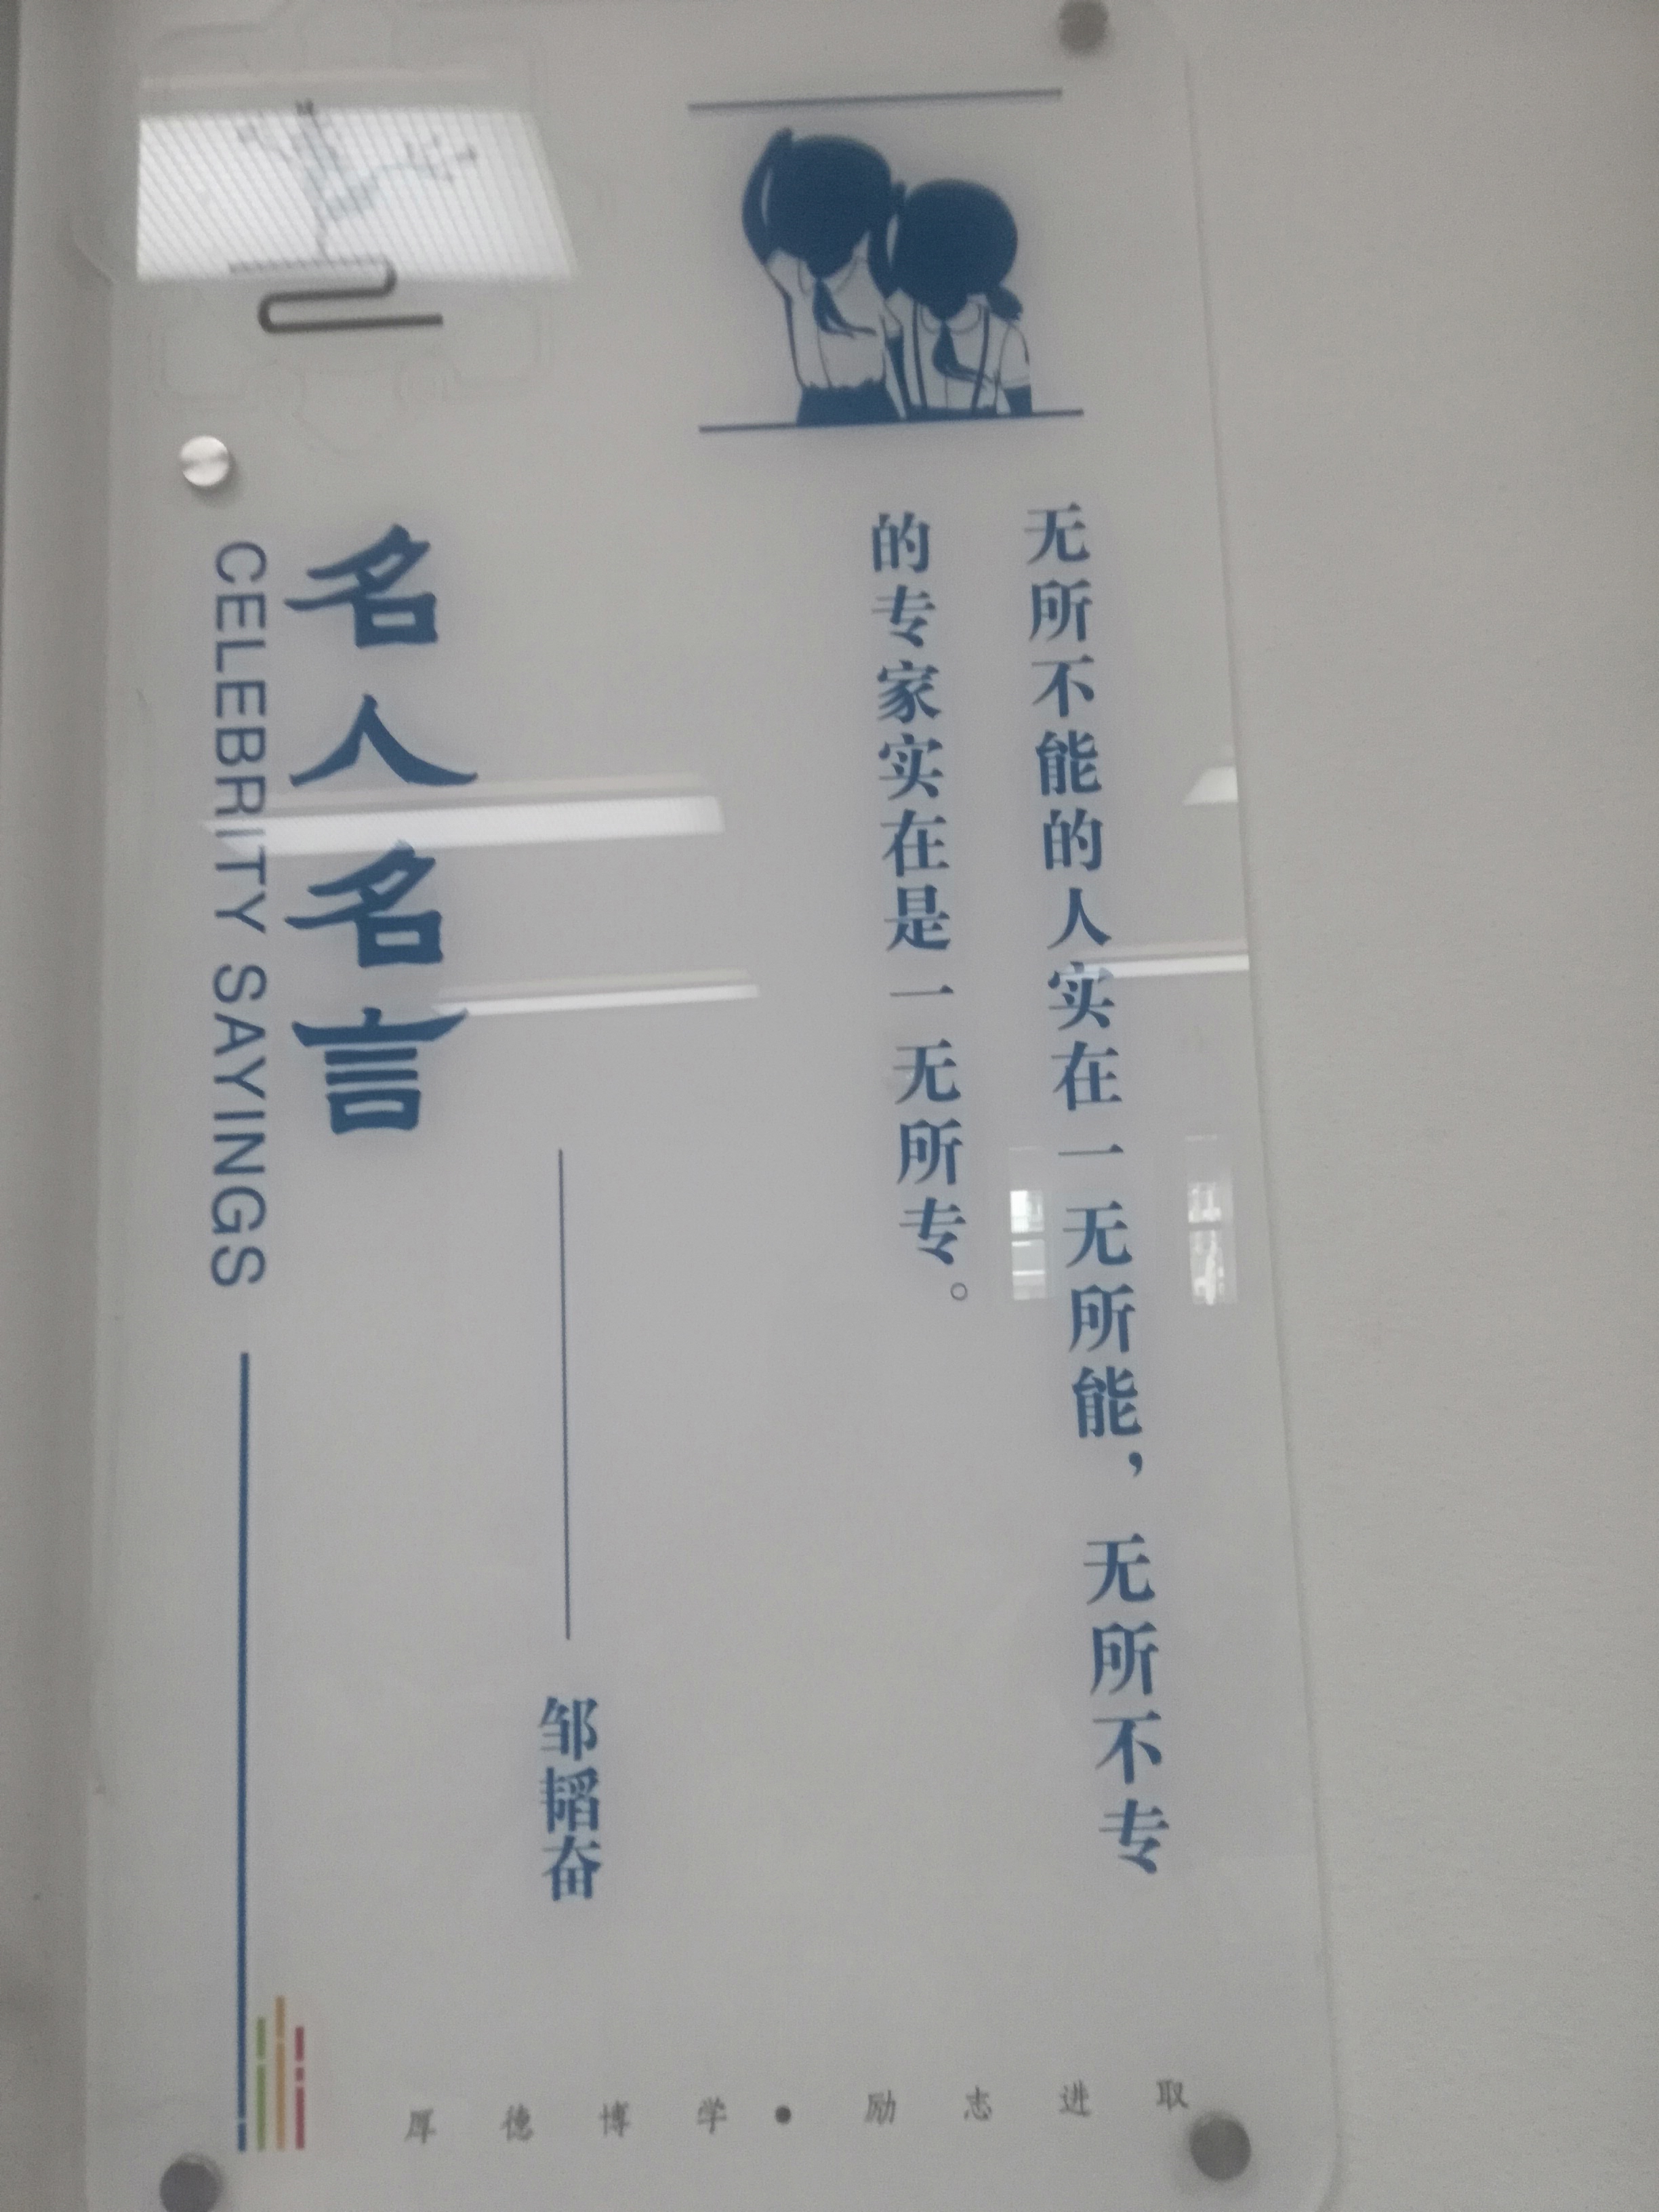 无所不能的人实在一无所能，无所不专
的专家实在是一无所专。
邹韬奋
名人名言
CELEBRITY SAYINGS
厚德博学·励志进取